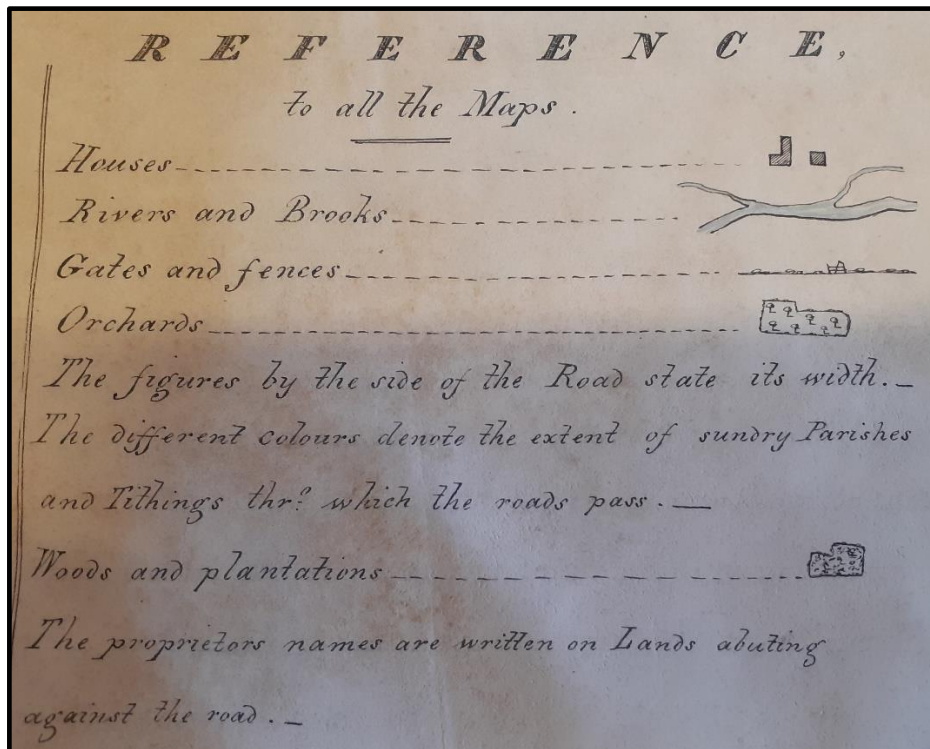 REFERENCE,
to all the Maps.
Houses
Rivers and Brooks
Gates and fences
Orchards
The figures by the side of the Road state its width.
The different colours denote the extent of sundry Parishes
and Tithings thro which the roads pass.
Woods and plantations
The proprietors names are written on Lands abuting
against the road.